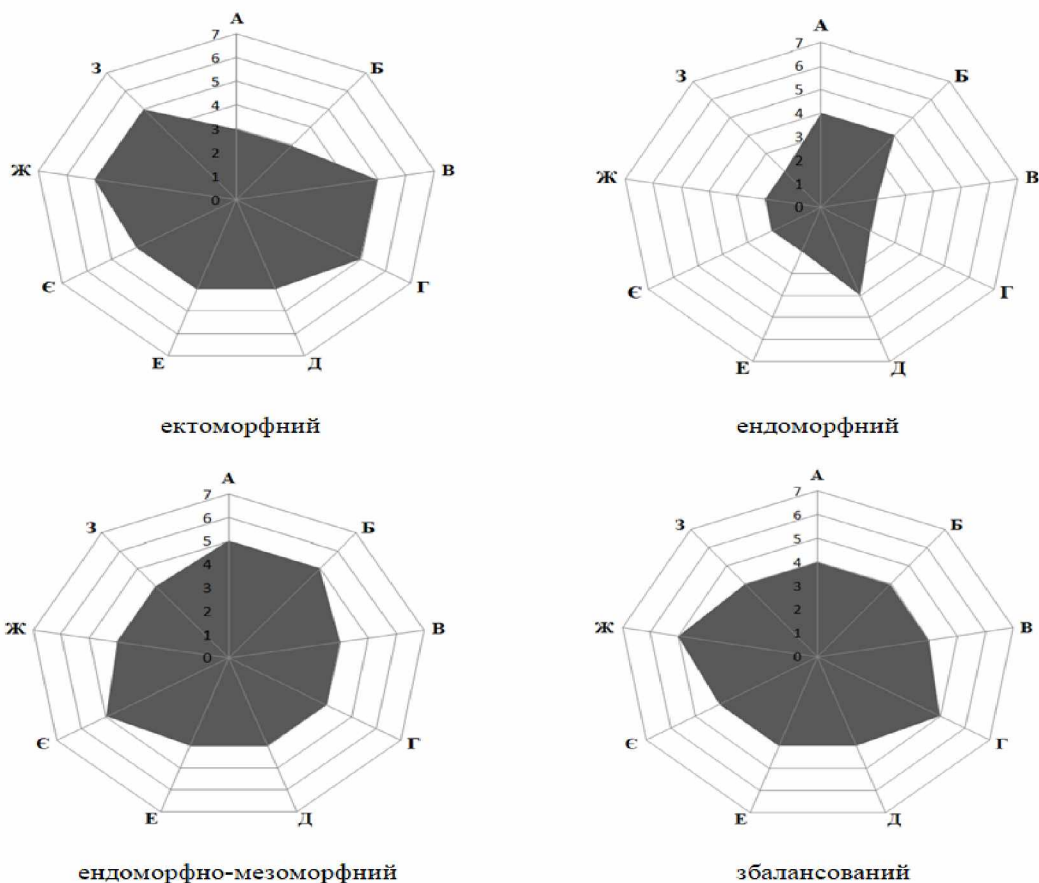 А
Б
В
Г
Д
Е
Є
Ж
З
7
6
5
4
3
2
1
0
ектоморфний
А
Б
В
Г
Д
Е
Є
Ж
З
7
6
5
4
3
2
1
0
ендоморфний
А
Б
В
Г
Д
Е
Є
Ж
З
7
6
5
4
3
2
1
0
ендоморфно-мезоморфний
А
Б
В
Г
Д
Е
Є
Ж
З
7
6
5
4
3
2
1
0
збалансований